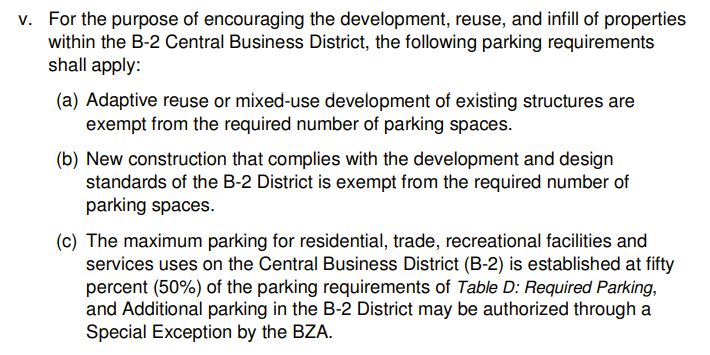 v. For the purpose of encouraging the development, reuse, and infill of properties
within the B-2 Central Business District, the following parking requirements
shall apply:
(a) Adaptive reuse or mixed-use development of existing structures are
exempt from the required number of parking spaces.
(b) New construction that complies with the development and design
standards of the B-2 District is exempt from the required number of
parking spaces.
(c) The maximum parking for residential, trade, recreational facilities and
services uses on the Central Business District (B-2) is established at fifty
percent (50%) of the parking requirements of Table D: Required Parking,
and Additional parking in the B-2 District may be authorized through a
Special Exception by the BZA.